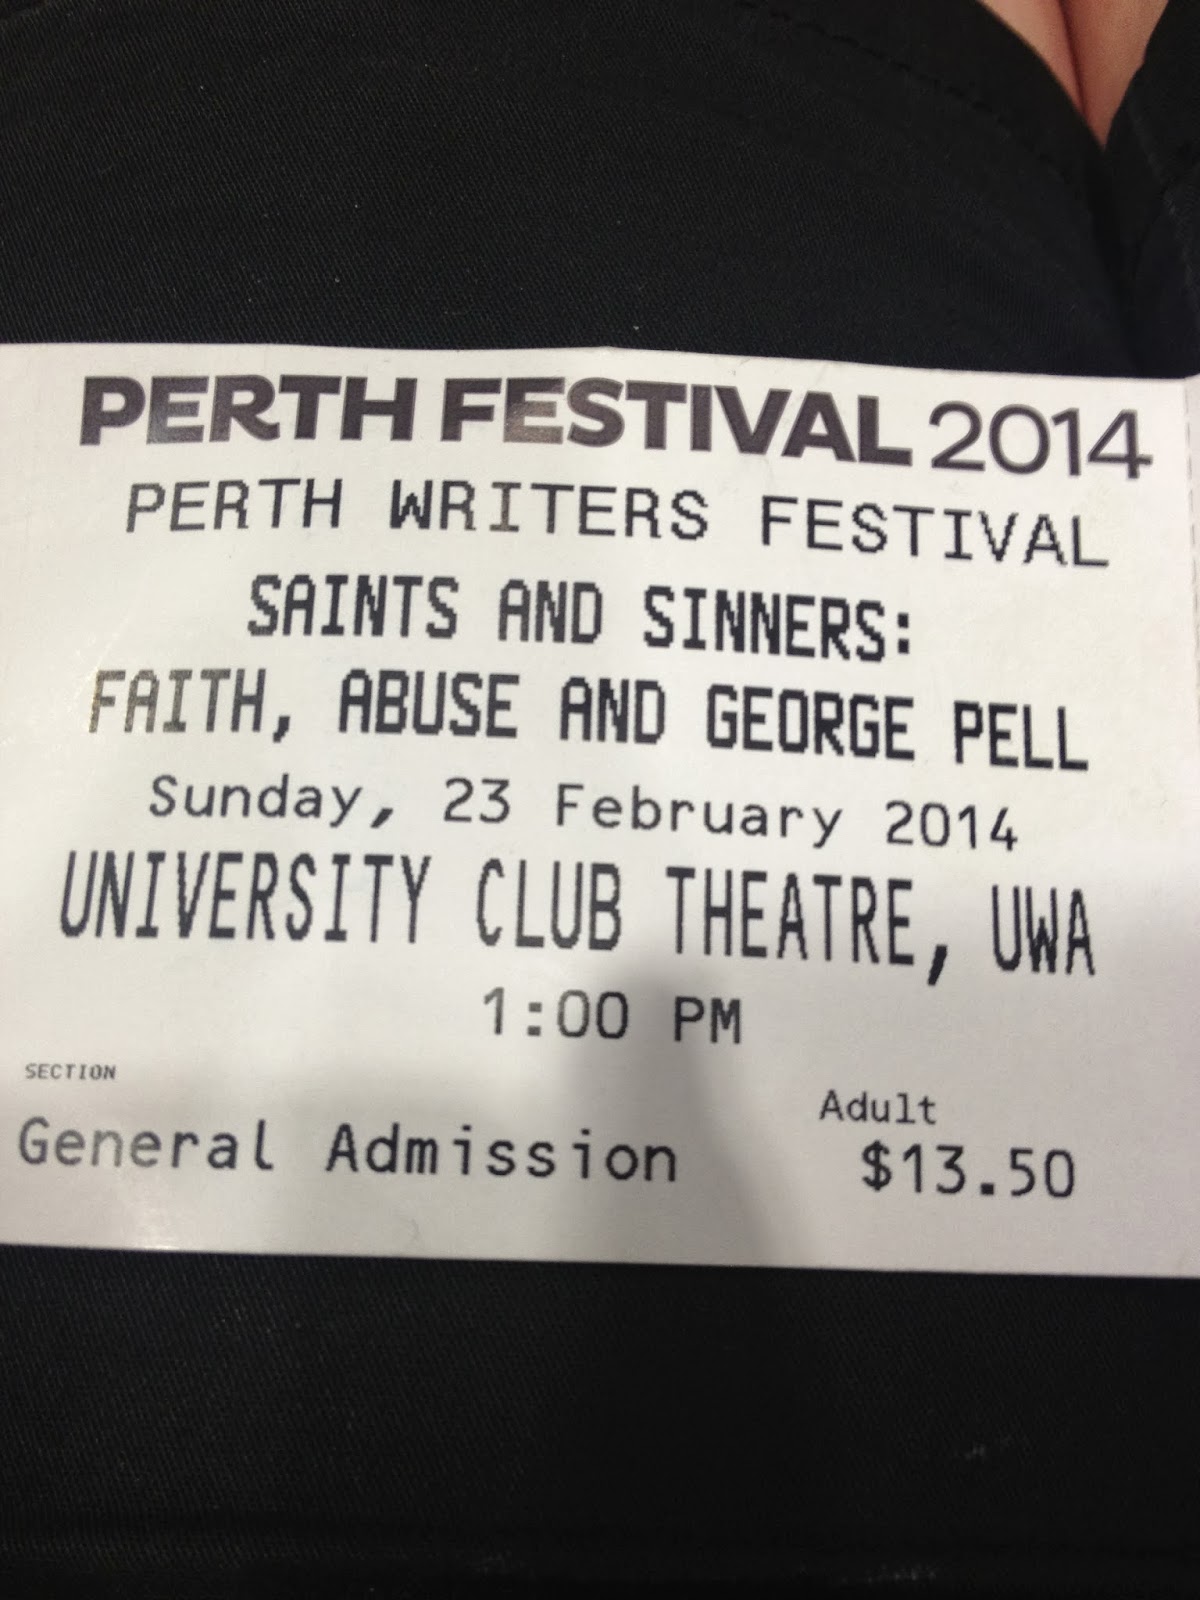 PERTH FESTIVAL 2014
PERTH WRITERS FESTIVAL
SAINTS AND SINNERS:
FAITH, ABUSE AND GEORGE PELL
Sunday, 23 February 2014
UNIVERSITY CLUB THEATRE, UWA
1:00 PM
SECTION
Adult
General Admission $13.50